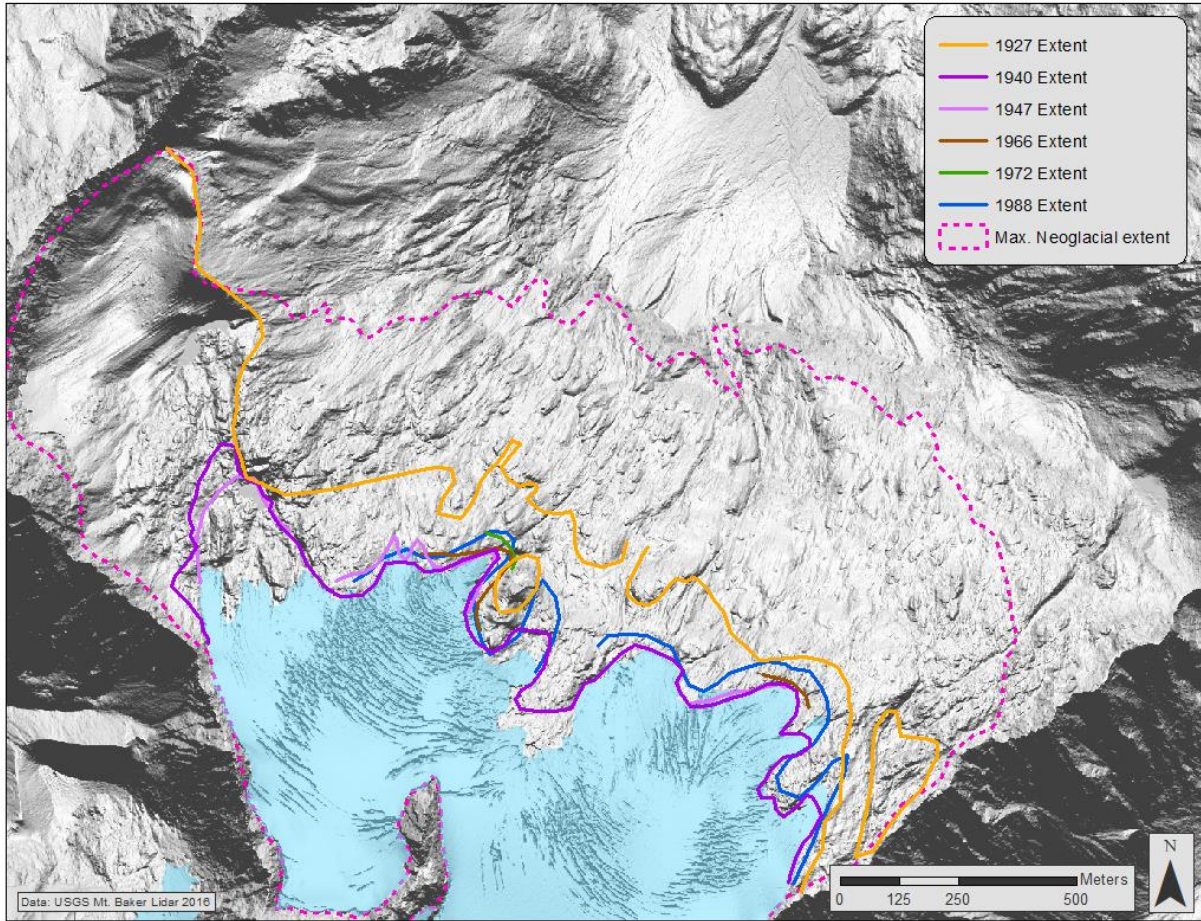 1927 Extent
1940 Extent
1947 Extent
1966 Extent
1972 Extent
1988 Extent
Max. Neoglacial extent
Data: USGS Mt. Baker Lidar 2016
Meters
0 125 250 500
N